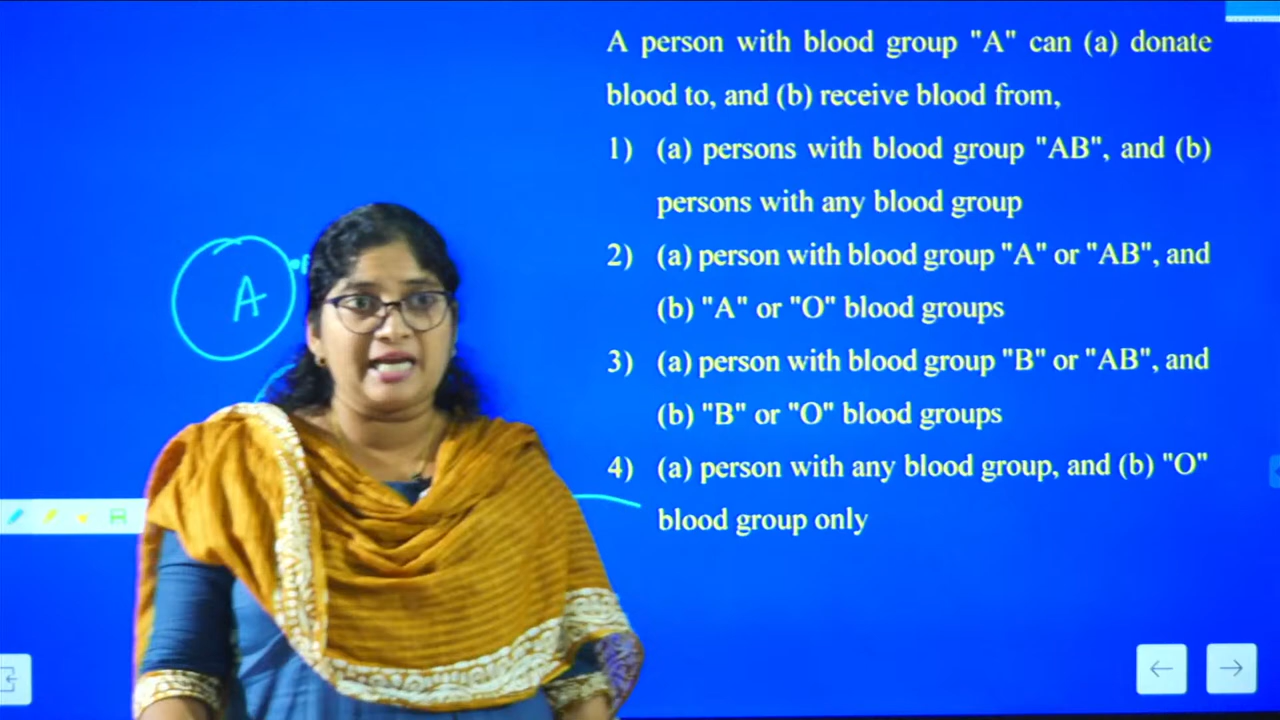 A person with blood group "A" can (a) donate
blood to, and (b) receive blood from,
1) (a) persons with blood group "AB", and (b)
persons with any blood group
2) (a) person with blood group "A" or "AB", and
(b) "A" or "O" blood groups
3) (a) person with blood group "B" or "AB", and
(b) "B" or "O" blood groups
4) (a) person with any blood group, and (b) "O"
blood group only
A